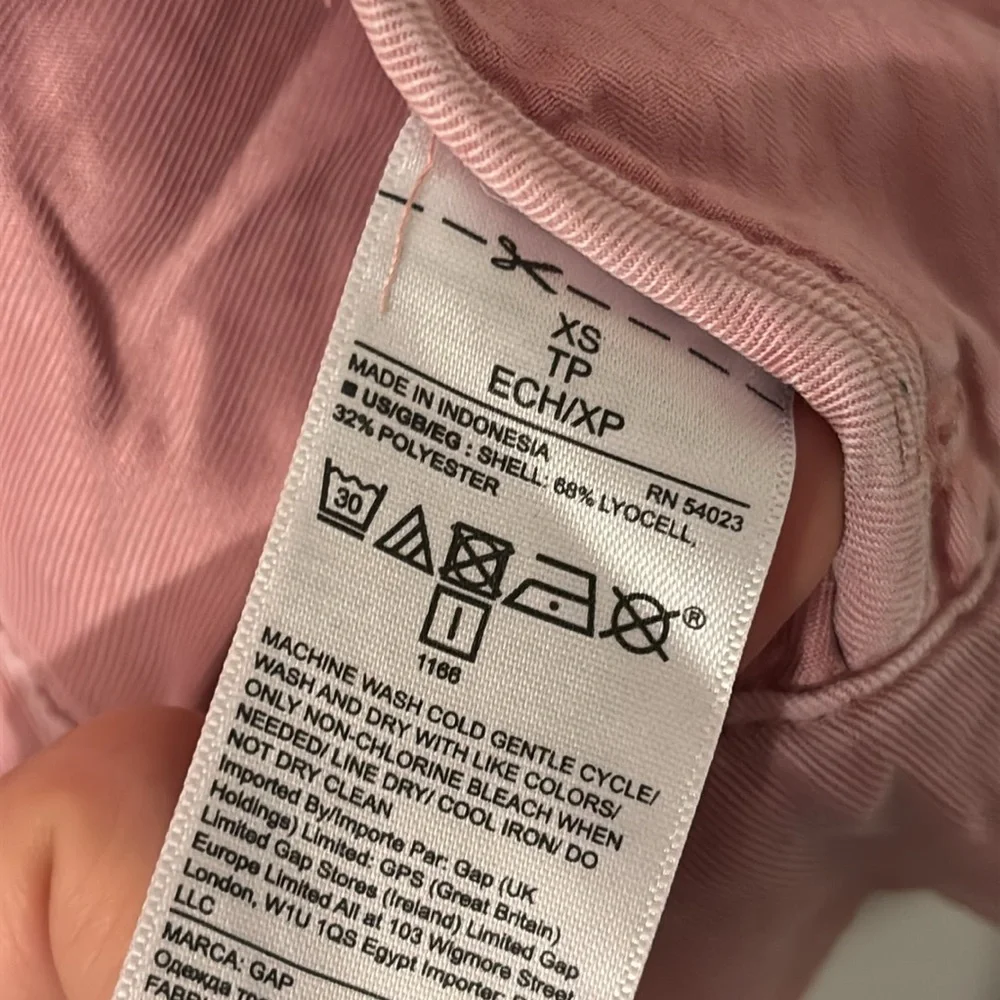 XS
TP
ECH/XP
MADE IN INDONESIA
RN 54023
■ US/GB/EG : SHELL: 68% LYOCELL,
32% POLYESTER
30
®
1166
MACHINE WASH COLD GENTLE CYCLE/
WASH AND DRY WITH LIKE COLORS/
ONLY NON-CHLORINE BLEACH WHEN
NEEDED/ LINE DRY/ COOL IRON/ DO
NOT DRY CLEAN
Imported By/Importe Par: Gap (UK
Holdings) Limited: GPS (Great Britain)
Limited Gap Stores (Ireland) Limited Gap
Europe Limited All at 103 Wigmore Street
London, W1U 1QS Egypt Importer:
LLC
MARCA: GAP
Одежда